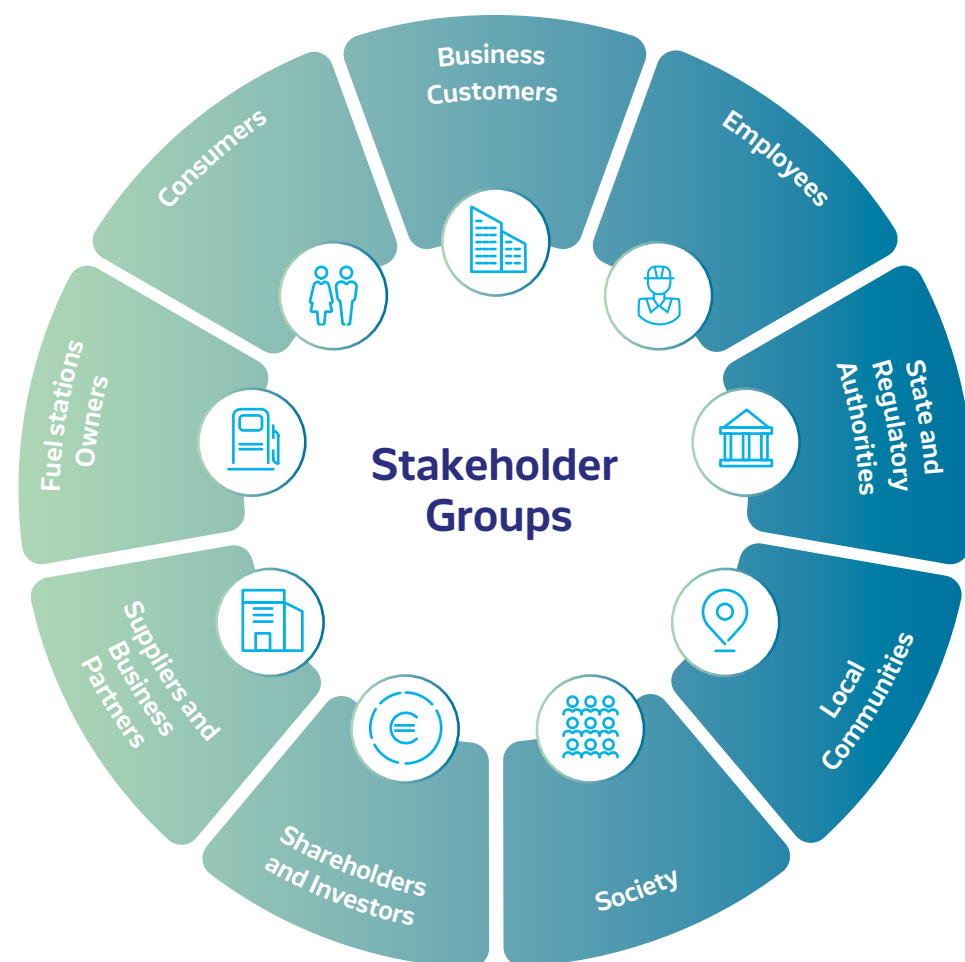 Business
Customers
Employees
State and
Regulatory
Authorities
Local
Communities
Society
Shareholders
and Investors
Suppliers and
Business
Partners
Fuel stations
Owners
Consumers
Stakeholder
Groups